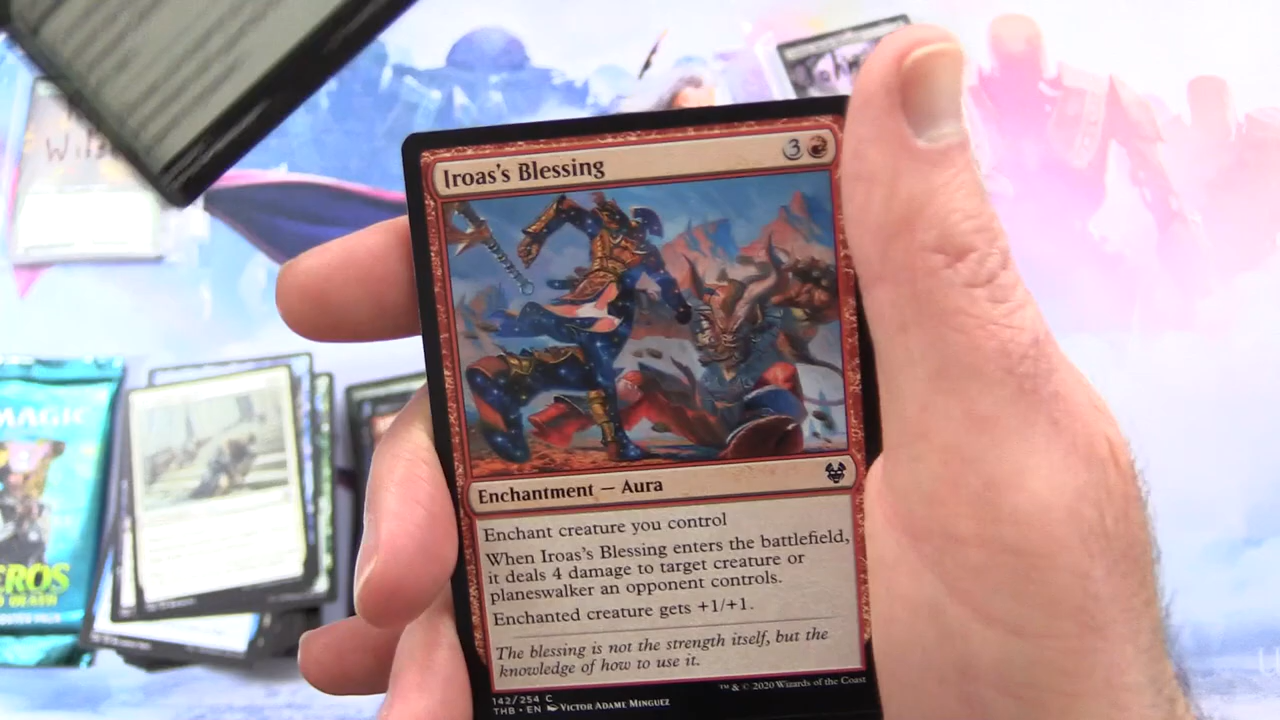 Iroas's Blessing
3
Enchantment — Aura
Enchant creature you control
When Iroas's Blessing enters the battlefield,
it deals 4 damage to target creature or
planeswalker an opponent controls.
Enchanted creature gets +1/+1.
The blessing is not the strength itself, but the
knowledge of how to use it.
142/254 C
THB • EN Victor Adame Minguez
™ & © 2020 Wizards of the Coast
MAGIC